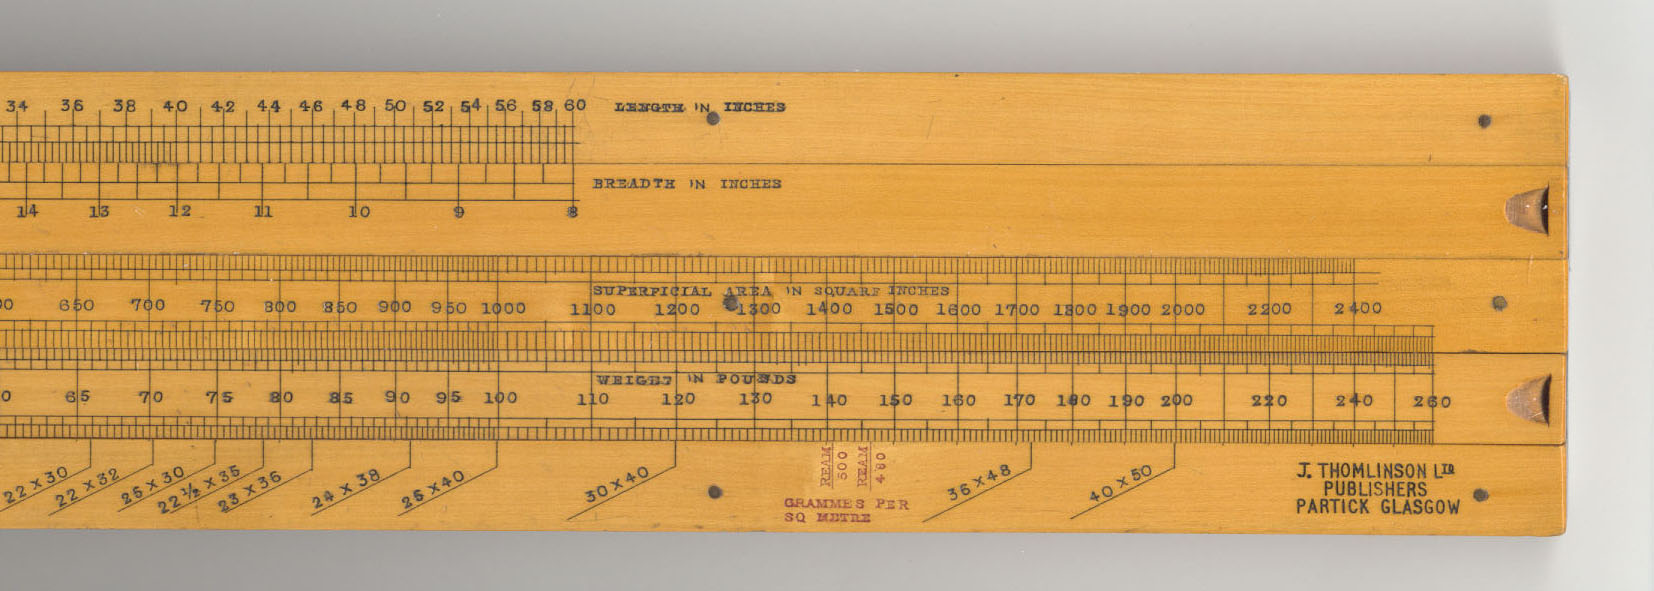 34 36 38 40 42 44 46 48 50 52 54 56 58 60 LENGTH IN INCHES
BREADTH IN INCHES
14 13 12 11 10 9 8
SUPERFICIAL AREA IN SQUARE INCHES
650 700 750 800 850 900 950 1000 1100 1200 1300 1400 1500 1600 1700 1800 1900 2000 2200 2400
WEIGHT IN POUNDS
65 70 75 80 85 90 95 100 110 120 130 140 150 160 170 180 190 200 220 240 260
22 x 30
22 x 32
25 x 30
22½ x 35
23 x 36
24 x 38
25 x 40
30 x 40
REAM 500
REAM 480
GRAMMES PER
SQ METRE
36 x 48
40 x 50
J. THOMLINSON LTD
PUBLISHERS
PARTICK GLASGOW